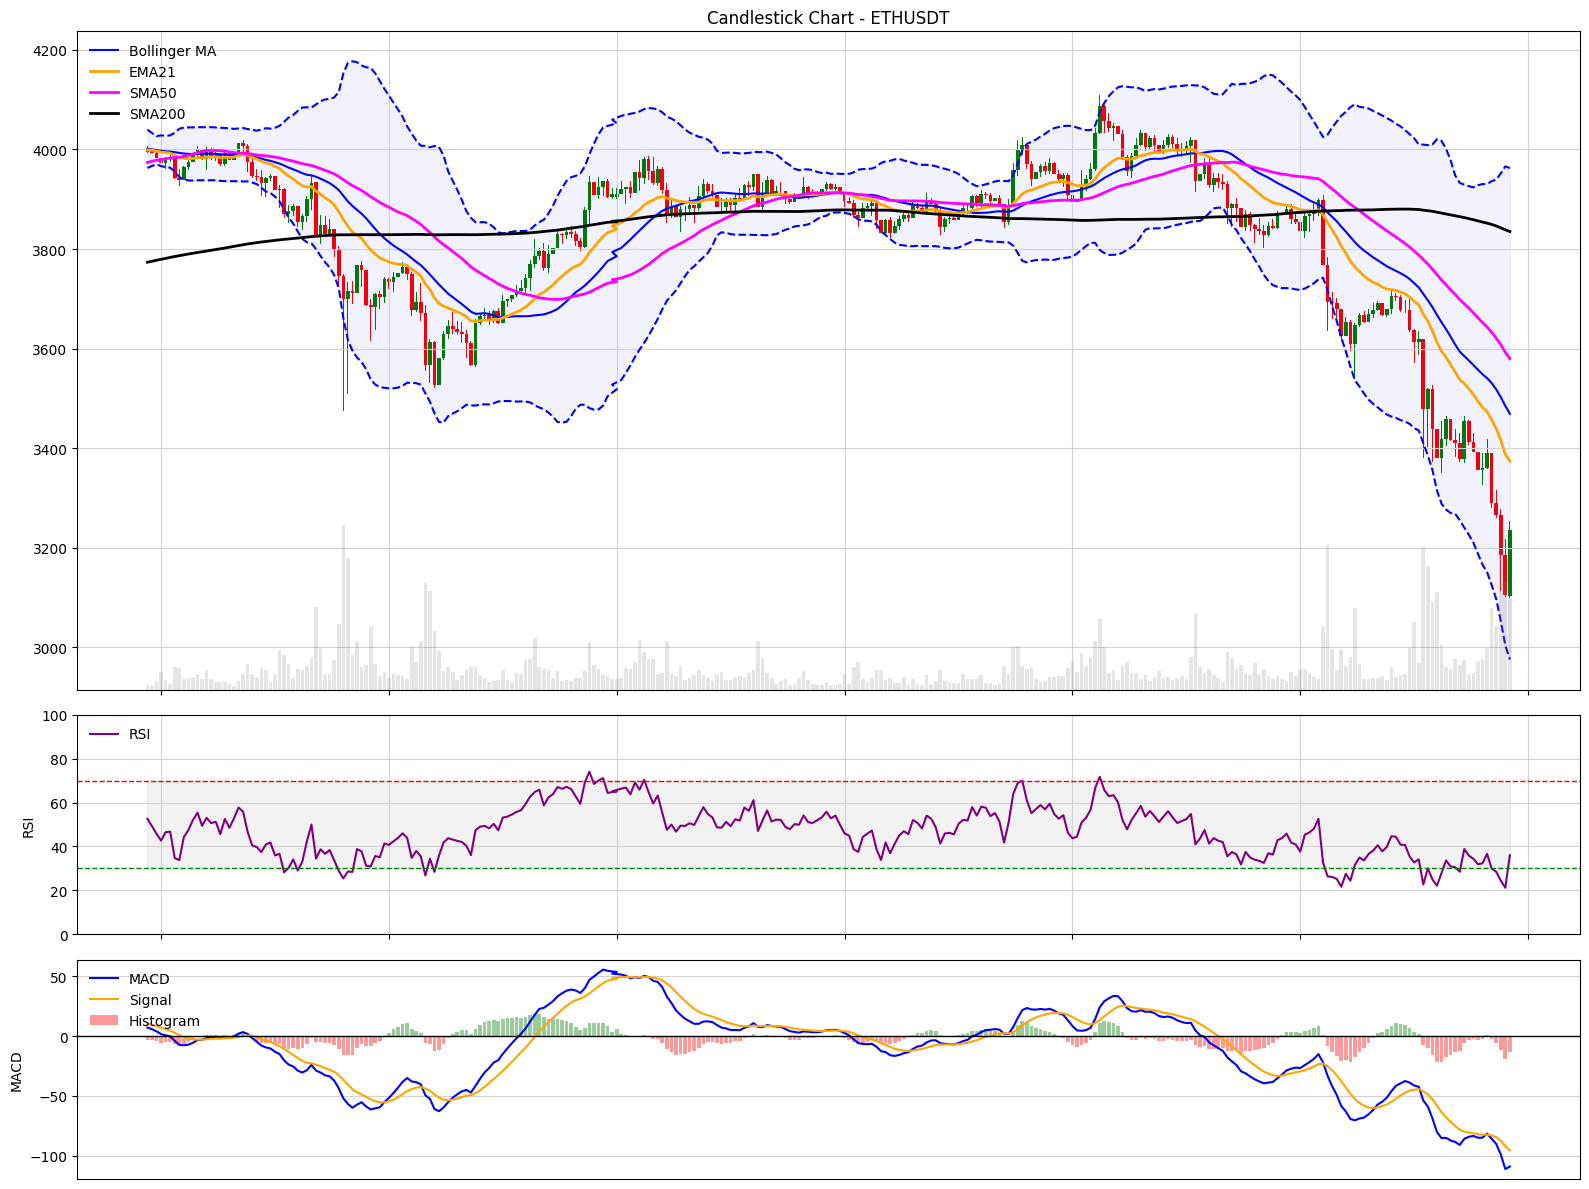 Candlestick Chart - ETHUSDT
Bollinger MA
EMA21
SMA50
SMA200
4200
4000
3800
3600
3400
3200
3000
RSI
RSI
100
80
60
40
20
0
MACD
Signal
Histogram
MACD
50
0
−50
−100